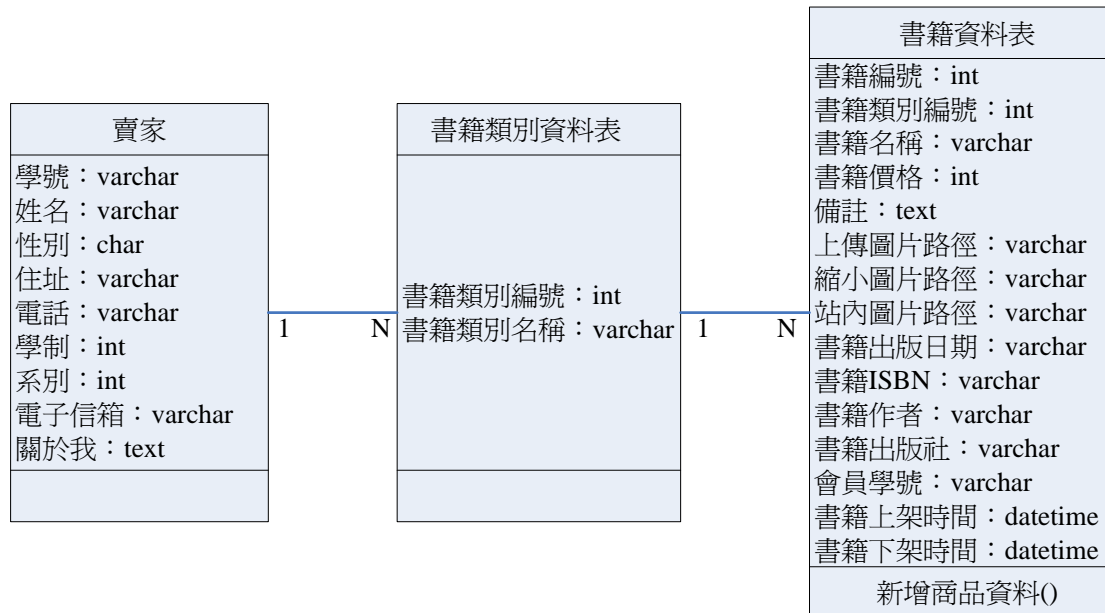 賣家
學號：varchar
姓名：varchar
性別：char
住址：varchar
電話：varchar
學制：int
系別：int
電子信箱：varchar
關於我：text
1
N
書籍類別資料表
書籍類別編號：int
書籍類別名稱：varchar
1
N
書籍資料表
書籍編號：int
書籍類別編號：int
書籍名稱：varchar
書籍價格：int
備註：text
上傳圖片路徑：varchar
縮小圖片路徑：varchar
站內圖片路徑：varchar
書籍出版日期：varchar
書籍ISBN：varchar
書籍作者：varchar
書籍出版社：varchar
會員學號：varchar
書籍上架時間：datetime
書籍下架時間：datetime
新增商品資料()